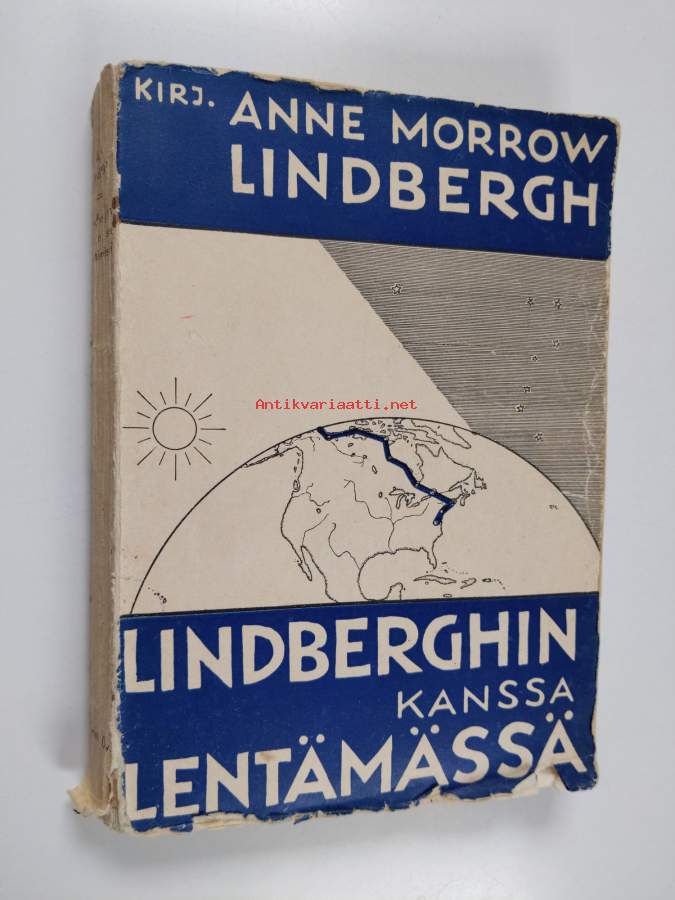 KIRJ. ANNE MORROW
LINDBERGH
Antikvariaatti.net
LINDBERGHIN
KANSSA
LENTÄMÄSSÄ